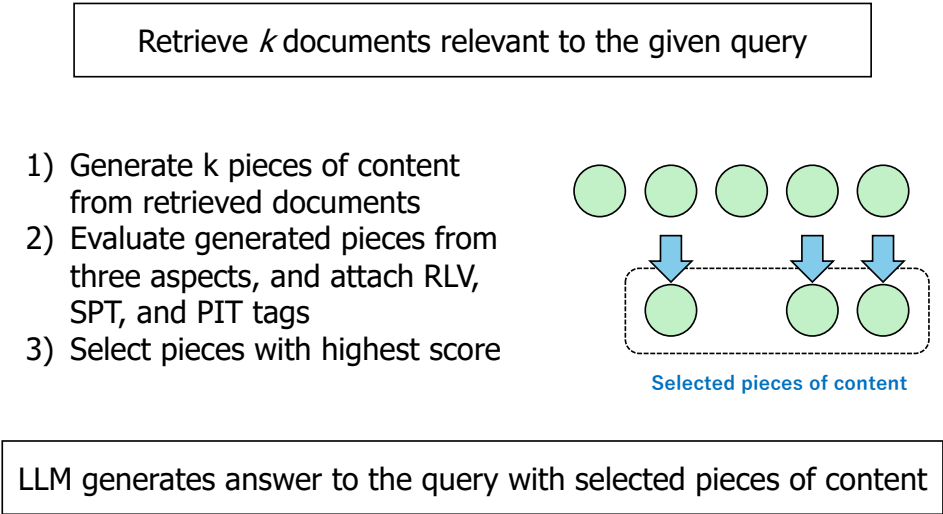 Retrieve k documents relevant to the given query
1) Generate k pieces of content
from retrieved documents
2) Evaluate generated pieces from
three aspects, and attach RLV,
SPT, and PIT tags
3) Select pieces with highest score
Selected pieces of content
LLM generates answer to the query with selected pieces of content